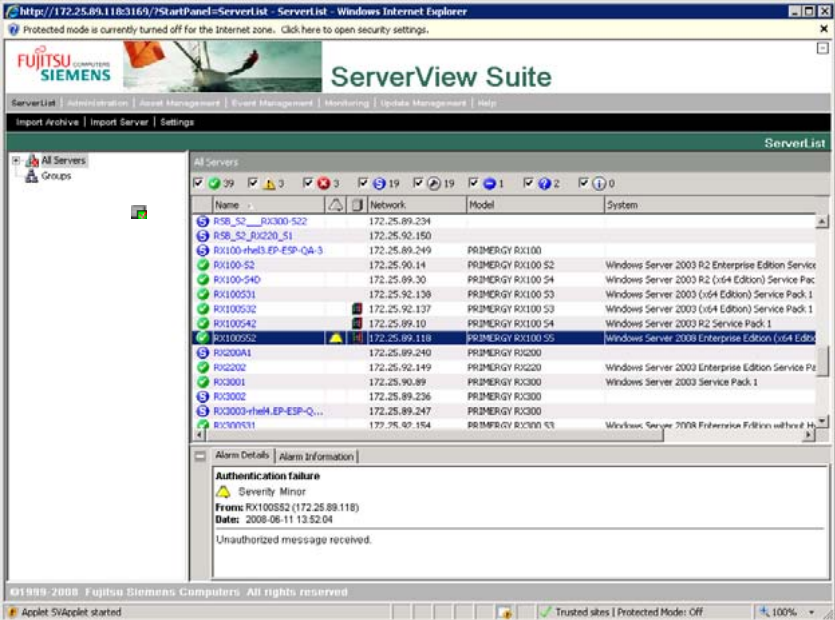 http://172.25.89.118:3169/?StartPanel=ServerList - ServerList - Windows Internet Explorer
Protected mode is currently turned off for the Internet zone. Click here to open security settings.
FUJITSU COMPUTERS
SIEMENS
ServerView Suite
ServerList | Administration | Asset Management | Event Management | Monitoring | Update Management | Help
Import Archive | Import Server | Settings
ServerList
All Servers
Groups
All Servers
39 3 3 19 19 1 2 0
Name Network Model System
RSB_S2___RX300-S22 172.25.89.234
RSB_S2_RX220_S1 172.25.92.150
RX100-rhel3.EP-ESP-QA-3 172.25.89.249 PRIMERGY RX100
RX100-S2 172.25.90.14 PRIMERGY RX100 S2 Windows Server 2003 R2 Enterprise Edition Service
RX100-S4D 172.25.89.30 PRIMERGY RX100 S4 Windows Server 2003 R2 (x64 Edition) Service Pac
RX100S31 172.25.92.138 PRIMERGY RX100 S3 Windows Server 2003 (x64 Edition) Service Pack 1
RX100S32 172.25.92.137 PRIMERGY RX100 S3 Windows Server 2003 (x64 Edition) Service Pack 1
RX100S42 172.25.89.10 PRIMERGY RX100 S4 Windows Server 2003 R2 Service Pack 1
RX100S52 172.25.89.118 PRIMERGY RX100 S5 Windows Server 2008 Enterprise Edition (x64 Editio
RX200A1 172.25.89.240 PRIMERGY RX200
RX2202 172.25.92.149 PRIMERGY RX220 Windows Server 2003 Enterprise Edition Service Pa
RX3001 172.25.90.89 PRIMERGY RX300 Windows Server 2003 Service Pack 1
RX3002 172.25.89.236 PRIMERGY RX300
RX3003-rhel4.EP-ESP-Q... 172.25.89.247 PRIMERGY RX300
RX300S31 172.25.92.154 PRIMERGY RX300 S3 Windows Server 2008 Enterprise Edition without H
Alarm Details | Alarm Information
Authentication failure
Severity Minor
From: RX100S52 (172.25.89.118)
Date: 2008-06-11 13:52:04
Unauthorized message received.
©1999-2008 Fujitsu Siemens Computers All rights reserved
Applet SVApplet started
Trusted sites | Protected Mode: Off
100%